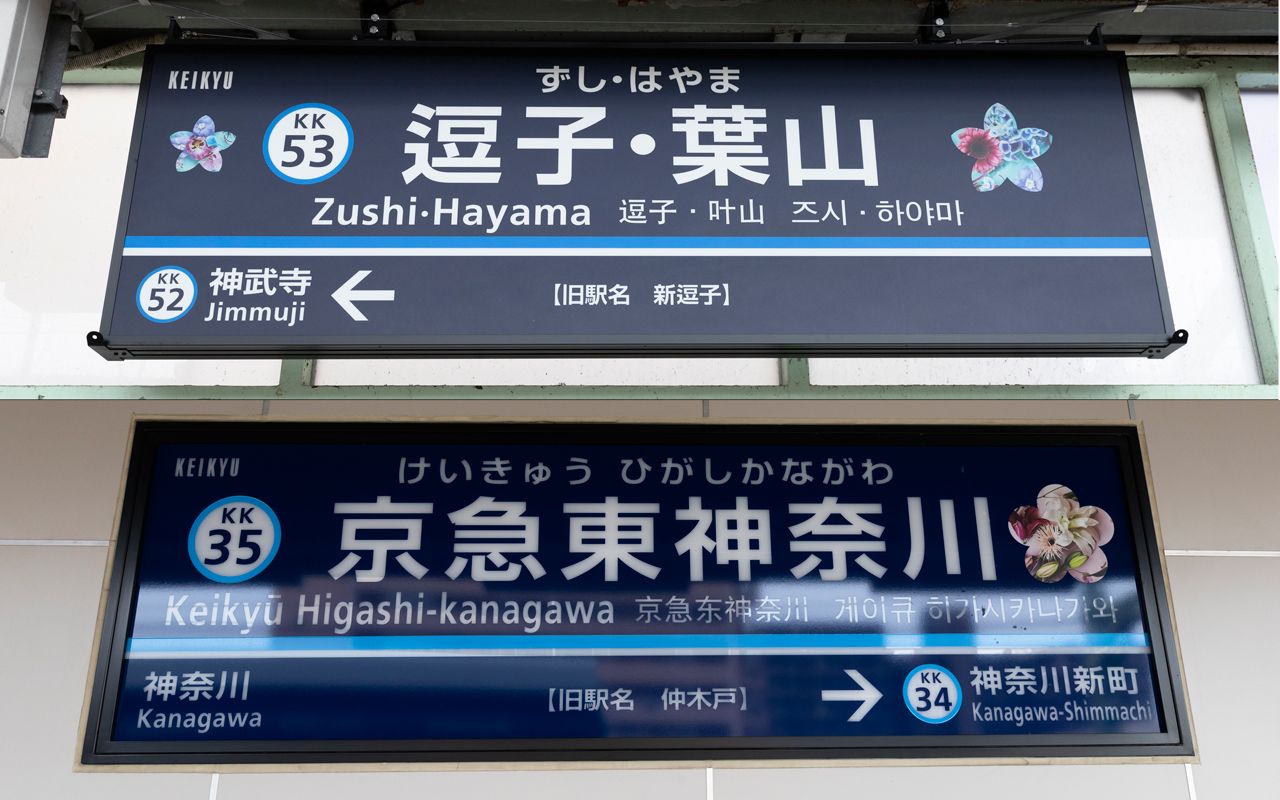 KEIKYU
ずし・はやま
KK
53
逗子・葉山
Zushi·Hayama 逗子・叶山 즈시・하야마
KK
52
神武寺
Jimmuji
←
【旧駅名 新逗子】
KEIKYU
けいきゅう ひがしかながわ
KK
35
京急東神奈川
Keikyū Higashi-kanagawa 京急东神奈川 게이큐 히가시카나가와
神奈川
Kanagawa
【旧駅名 仲木戸】
→
KK
34
神奈川新町
Kanagawa-Shimmachi